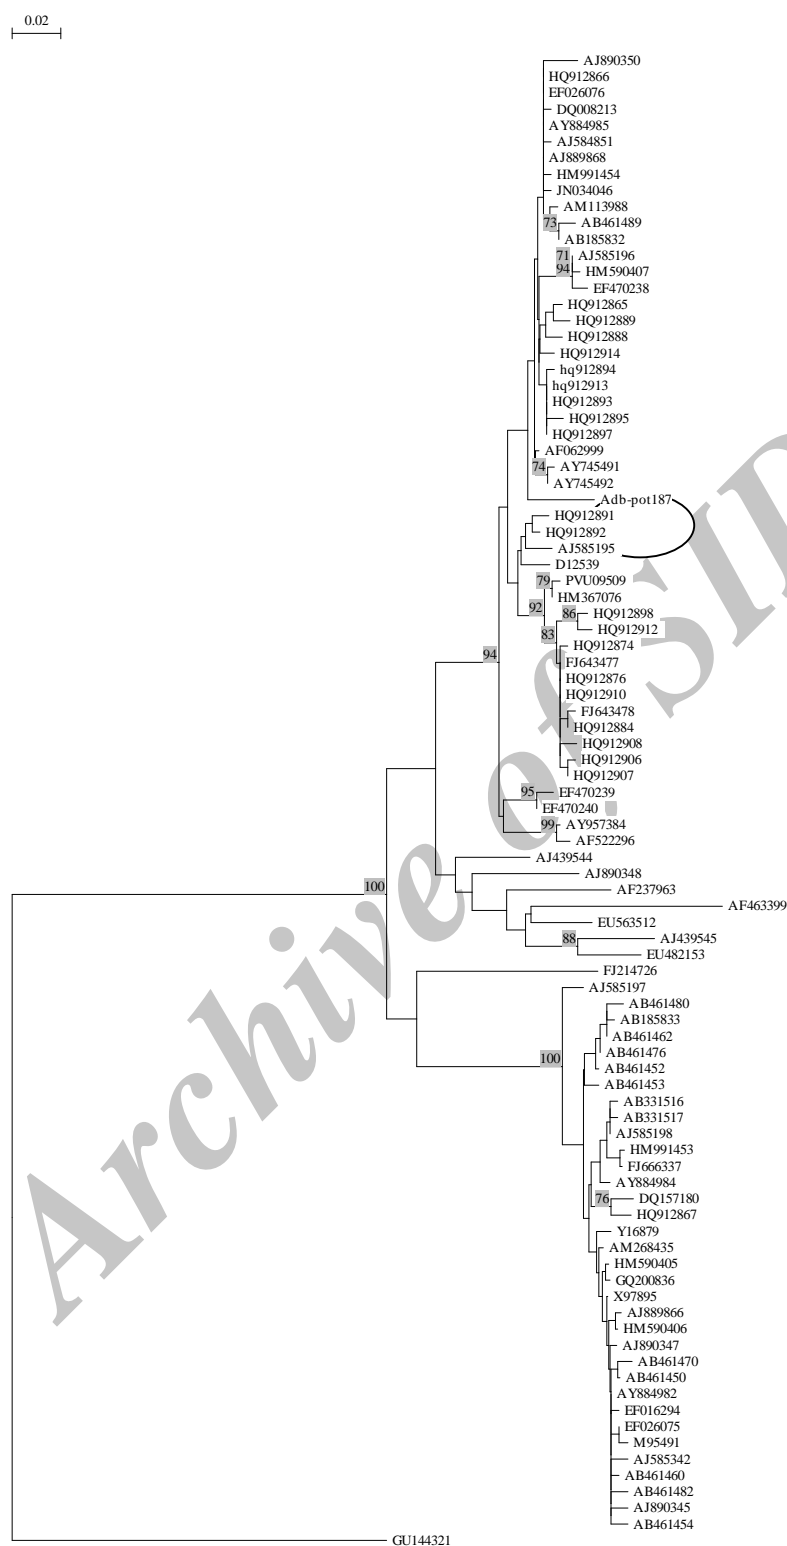 0.02
AJ890350
HQ912866
EF026076
DQ008213
AY884985
AJ584851
AJ889868
HM991454
JN034046
AM113988
73 AB461489
AB185832
71 AJ585196
94 HM590407
EF470238
HQ912865
HQ912889
HQ912888
HQ912914
hq912894
hq912913
HQ912893
HQ912895
HQ912897
AF062999
74 AY745491
AY745492
Adb-pot187
HQ912891
HQ912892
AJ585195
D12539
79 PVU09509
HM367076
92
86 HQ912898
HQ912912
83
HQ912874
FJ643477
94
HQ912876
HQ912910
FJ643478
HQ912884
HQ912908
HQ912906
HQ912907
95 EF470239
EF470240
99 AY957384
AF522296
AJ439544
AJ890348
100
AF237963
AF463399
EU563512
88 AJ439545
EU482153
FJ214726
AJ585197
AB461480
AB185833
AB461462
AB461476
100
AB461452
AB461453
AB331516
AB331517
AJ585198
HM991453
FJ666337
AY884984
76 DQ157180
HQ912867
Y16879
AM268435
HM590405
GQ200836
X97895
AJ889866
HM590406
AJ890347
AB461470
AB461450
AY884982
EF016294
EF026075
M95491
AJ585342
AB461460
AB461482
AJ890345
AB461454
GU144321
Archive of SID